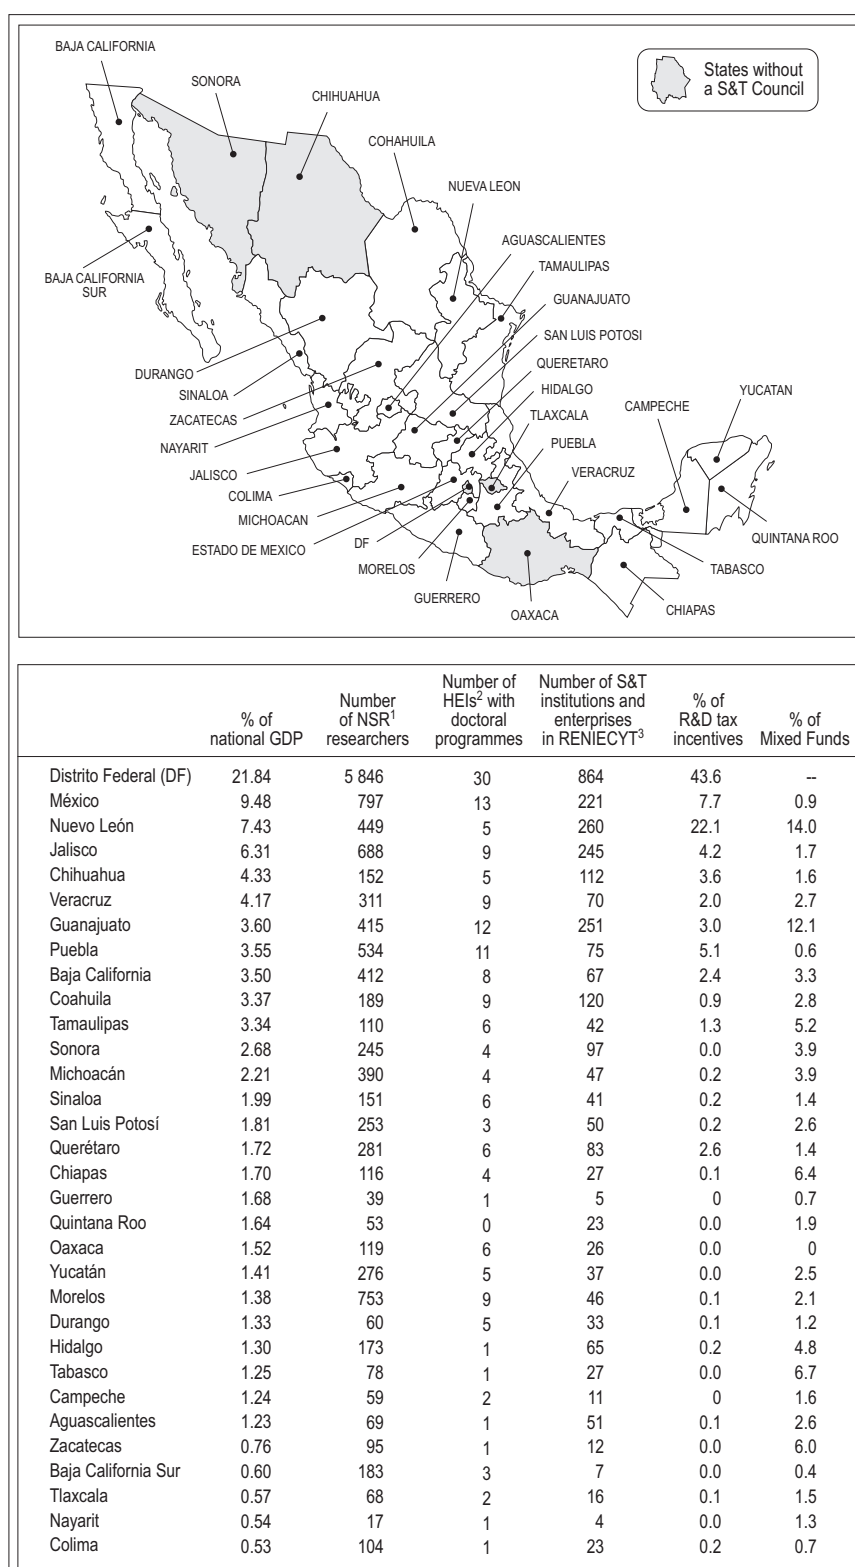 BAJA CALIFORNIA
SONORA
CHIHUAHUA
COHAHUILA
NUEVA LEON
AGUASCALIENTES
TAMAULIPAS
GUANAJUATO
SAN LUIS POTOSI
QUERETARO
HIDALGO
TLAXCALA
PUEBLA
VERACRUZ
CAMPECHE
YUCATAN
BAJA CALIFORNIA
SUR
DURANGO
SINALOA
ZACATECAS
NAYARIT
JALISCO
COLIMA
MICHOACAN
ESTADO DE MEXICO
DF
MORELOS
GUERRERO
OAXACA
CHIAPAS
TABASCO
QUINTANA ROO
States without
a S&T Council
% of
national GDP
Number
of NSR1
researchers
Number of
HEIs2 with
doctoral
programmes
Number of S&T
institutions and
enterprises
in RENIECYT3
% of
R&D tax
incentives
% of
Mixed Funds
Distrito Federal (DF) 21.84 5 846 30 864 43.6 --
México 9.48 797 13 221 7.7 0.9
Nuevo León 7.43 449 5 260 22.1 14.0
Jalisco 6.31 688 9 245 4.2 1.7
Chihuahua 4.33 152 5 112 3.6 1.6
Veracruz 4.17 311 9 70 2.0 2.7
Guanajuato 3.60 415 12 251 3.0 12.1
Puebla 3.55 534 11 75 5.1 0.6
Baja California 3.50 412 8 67 2.4 3.3
Coahuila 3.37 189 9 120 0.9 2.8
Tamaulipas 3.34 110 6 42 1.3 5.2
Sonora 2.68 245 4 97 0.0 3.9
Michoacán 2.21 390 4 47 0.2 3.9
Sinaloa 1.99 151 6 41 0.2 1.4
San Luis Potosí 1.81 253 3 50 0.2 2.6
Querétaro 1.72 281 6 83 2.6 1.4
Chiapas 1.70 116 4 27 0.1 6.4
Guerrero 1.68 39 1 5 0 0.7
Quintana Roo 1.64 53 0 23 0.0 1.9
Oaxaca 1.52 119 6 26 0.0 0
Yucatán 1.41 276 5 37 0.0 2.5
Morelos 1.38 753 9 46 0.1 2.1
Durango 1.33 60 5 33 0.1 1.2
Hidalgo 1.30 173 1 65 0.2 4.8
Tabasco 1.25 78 1 27 0.0 6.7
Campeche 1.24 59 2 11 0 1.6
Aguascalientes 1.23 69 1 51 0.1 2.6
Zacatecas 0.76 95 1 12 0.0 6.0
Baja California Sur 0.60 183 3 7 0.0 0.4
Tlaxcala 0.57 68 2 16 0.1 1.5
Nayarit 0.54 17 1 4 0.0 1.3
Colima 0.53 104 1 23 0.2 0.7